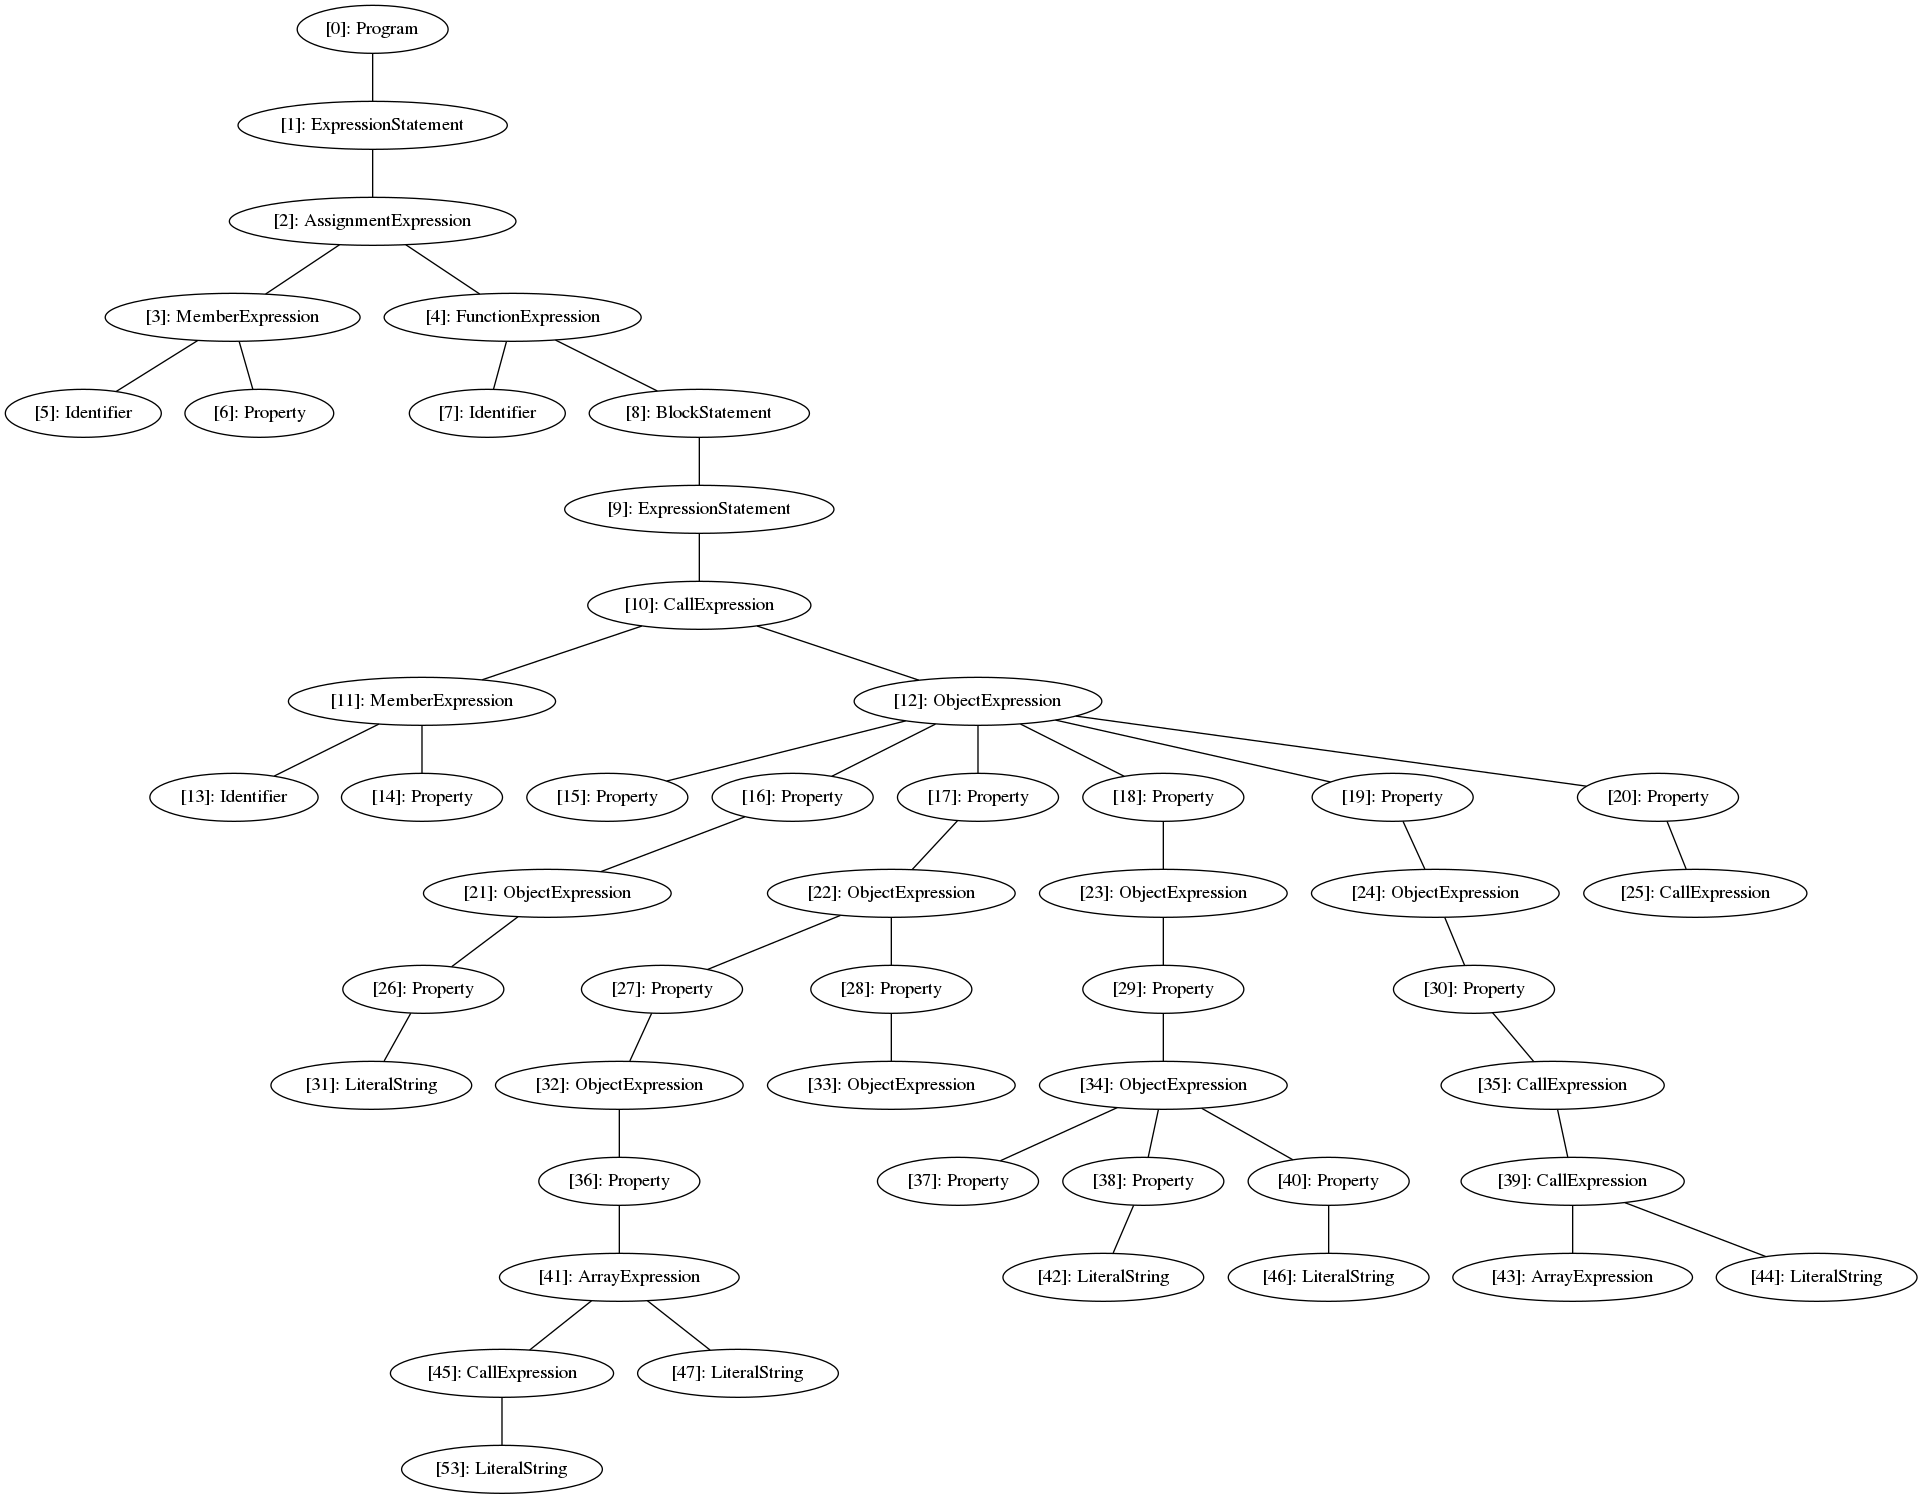 [0]: Program
[1]: ExpressionStatement
[2]: AssignmentExpression
[3]: MemberExpression
[4]: FunctionExpression
[5]: Identifier
[6]: Property
[7]: Identifier
[8]: BlockStatement
[9]: ExpressionStatement
[10]: CallExpression
[11]: MemberExpression
[12]: ObjectExpression
[13]: Identifier
[14]: Property
[15]: Property
[16]: Property
[17]: Property
[18]: Property
[19]: Property
[20]: Property
[21]: ObjectExpression
[22]: ObjectExpression
[23]: ObjectExpression
[24]: ObjectExpression
[25]: CallExpression
[26]: Property
[27]: Property
[28]: Property
[29]: Property
[30]: Property
[31]: LiteralString
[32]: ObjectExpression
[33]: ObjectExpression
[34]: ObjectExpression
[35]: CallExpression
[36]: Property
[37]: Property
[38]: Property
[40]: Property
[39]: CallExpression
[41]: ArrayExpression
[42]: LiteralString
[46]: LiteralString
[43]: ArrayExpression
[44]: LiteralString
[45]: CallExpression
[47]: LiteralString
[53]: LiteralString